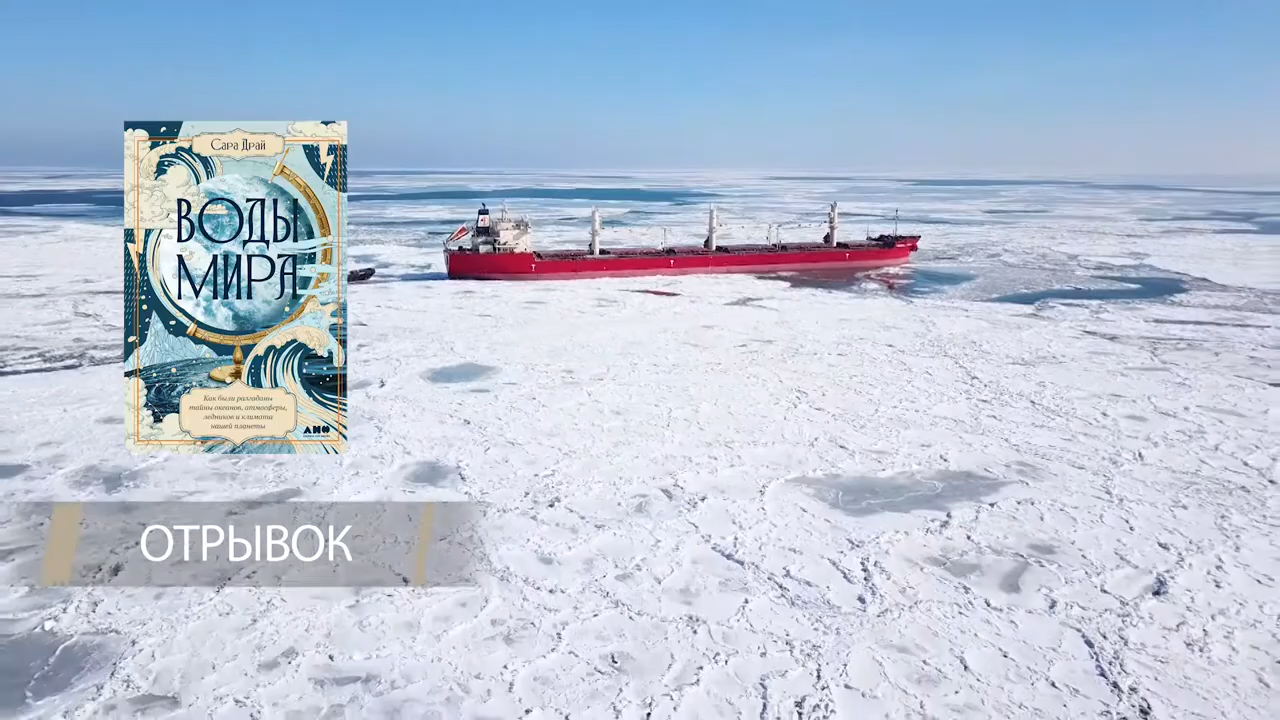 Сара Драй
ВОДЫ
МИРА
Как были разгаданы
тайны океанов, атмосферы,
ледников и климата
нашей планеты
ОТРЫВОК